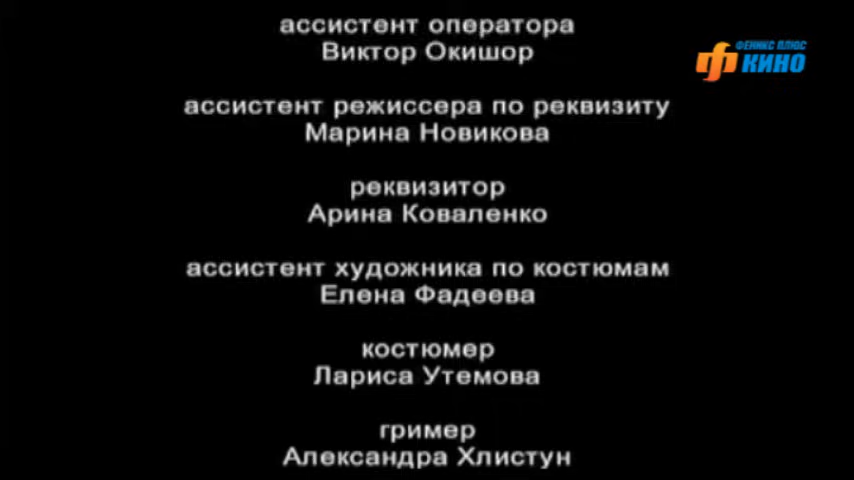 ассистент оператора
Виктор Окишор
ФЕНИКС ПЛЮС
КИНО
ассистент режиссера по реквизиту
Марина Новикова
реквизитор
Арина Коваленко
ассистент художника по костюмам
Елена Фадеева
костюмер
Лариса Утемова
гример
Александра Хлистун